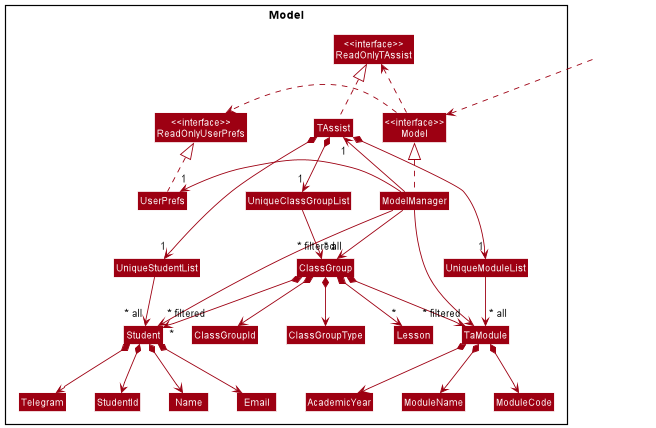 Model
<<interface>>
ReadOnlyTAssist
<<interface>>
ReadOnlyUserPrefs
TAssist
<<interface>>
Model
1
1
1
UserPrefs
UniqueClassGroupList
ModelManager
1
1
* filtered
* all
UniqueStudentList
ClassGroup
UniqueModuleList
* all
* filtered
*
* filtered
* all
*
Student
ClassGroupId
ClassGroupType
Lesson
TaModule
Telegram
StudentId
Name
Email
AcademicYear
ModuleName
ModuleCode